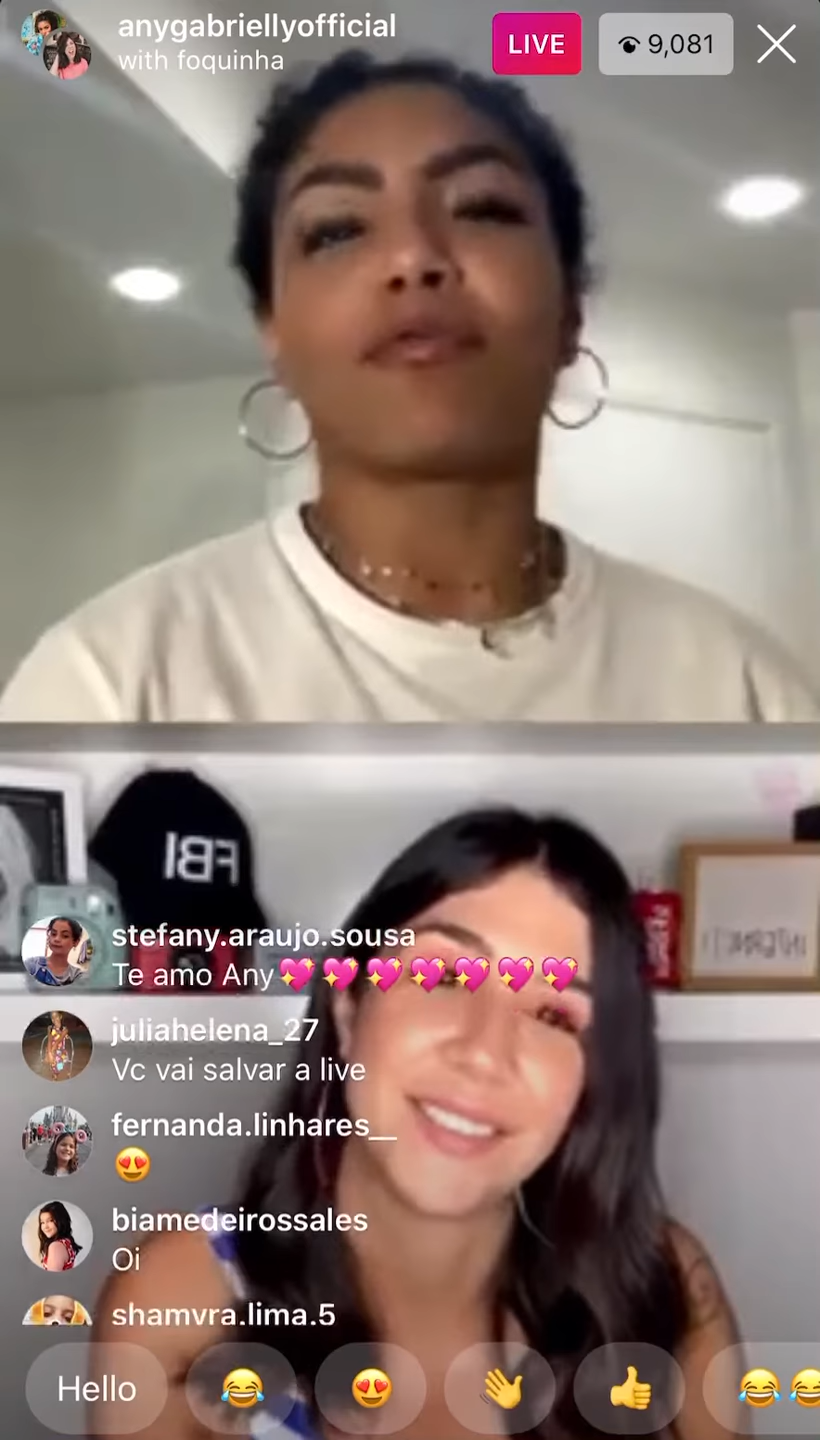 anygabriellyofficial
with foquinha
LIVE
9,081
FBI
stefany.araujo.sousa
Te amo Any💖💖💖💖💖💖💖
juliahelena_27
Vc vai salvar a live
fernanda.linhares__
😍
biamedeirossales
Oi
shamvra.lima.5
Hello